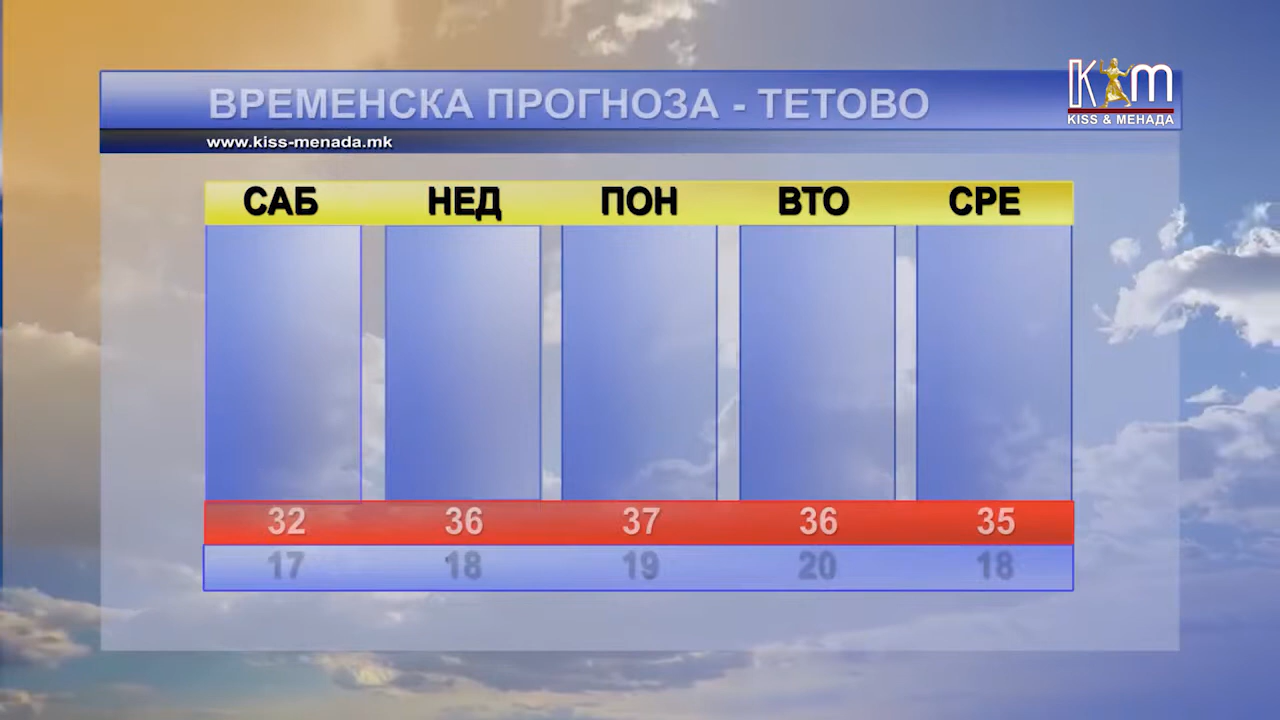 ВРЕМЕНСКА ПРОГНОЗА - ТЕТОВО
KM
KISS & МЕНАДА
www.kiss-menada.mk
САБ НЕД ПОН ВТО СРЕ
32 36 37 36 35
17 18 19 20 18